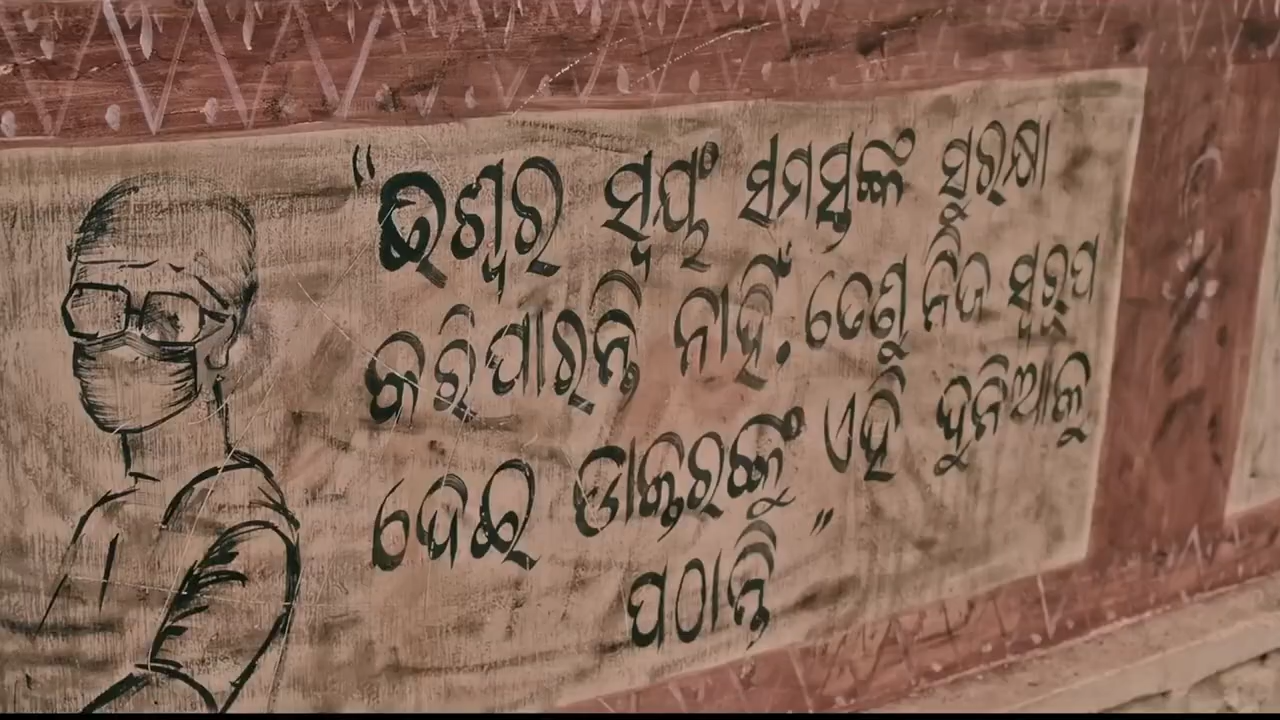 “ଈଶ୍ୱର ସ୍ୱୟଂ ସମସ୍ତଙ୍କ ସୁରକ୍ଷା
କରିପାରନ୍ତି ନାହିଁ. ତେଣୁ ନିଜ ସ୍ୱରୂପ
ଦେଇ ଡାକ୍ତରଙ୍କୁ ଏହି ଦୁନିଆକୁ
ପଠାନ୍ତି ”